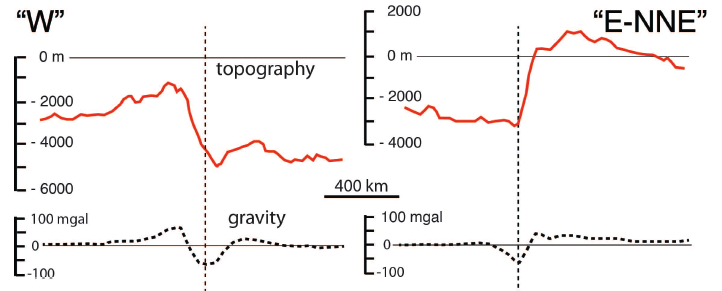 “W”
0 m
- 2000
- 4000
- 6000
topography
100 mgal
0
-100
gravity
400 km
“E-NNE”
2000
0 m
- 2000
- 4000
100 mgal
0
-100